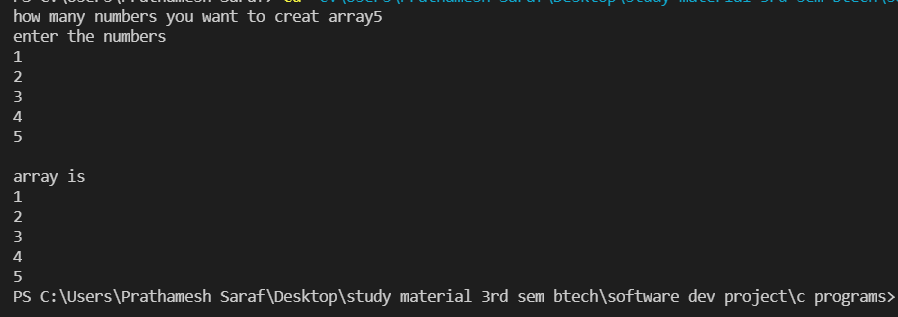 PS C:\Users\Prathamesh Saraf> cd "C:\Users\Prathamesh Saraf\Desktop\study material 3rd sem btech\so
how many numbers you want to creat array5
enter the numbers
1
2
3
4
5
array is
1
2
3
4
5
PS C:\Users\Prathamesh Saraf\Desktop\study material 3rd sem btech\software dev project\c programs>